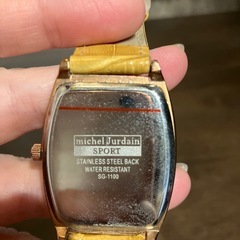 michel Jurdain
SPORT
STAINLESS STEEL BACK
WATER RESISTANT
SG-1100